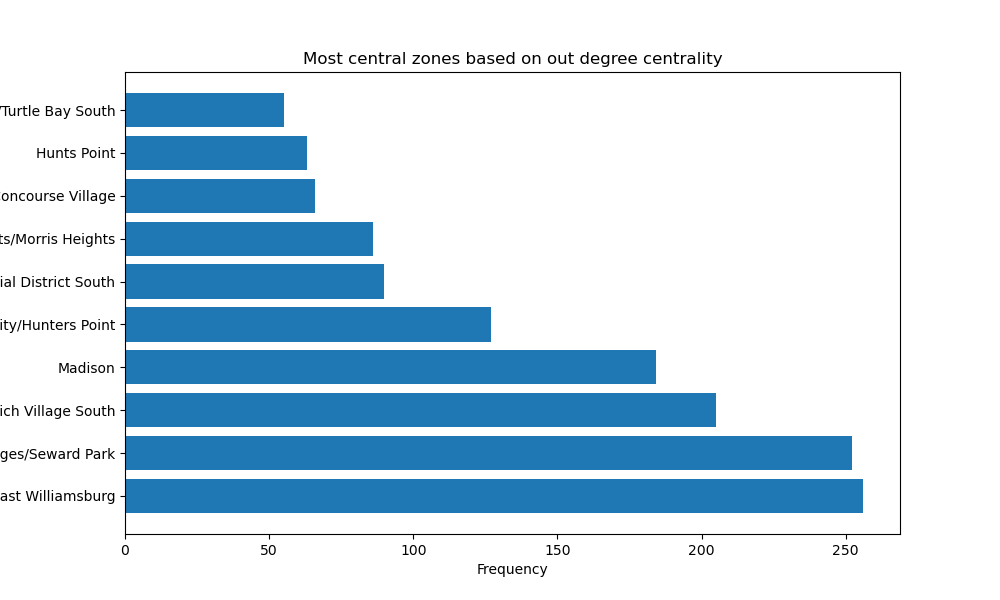 Most central zones based on out degree centrality
/Turtle Bay South
Hunts Point
Concourse Village
ts/Morris Heights
ial District South
ity/Hunters Point
Madison
ich Village South
ges/Seward Park
ast Williamsburg
0 50 100 150 200 250
Frequency